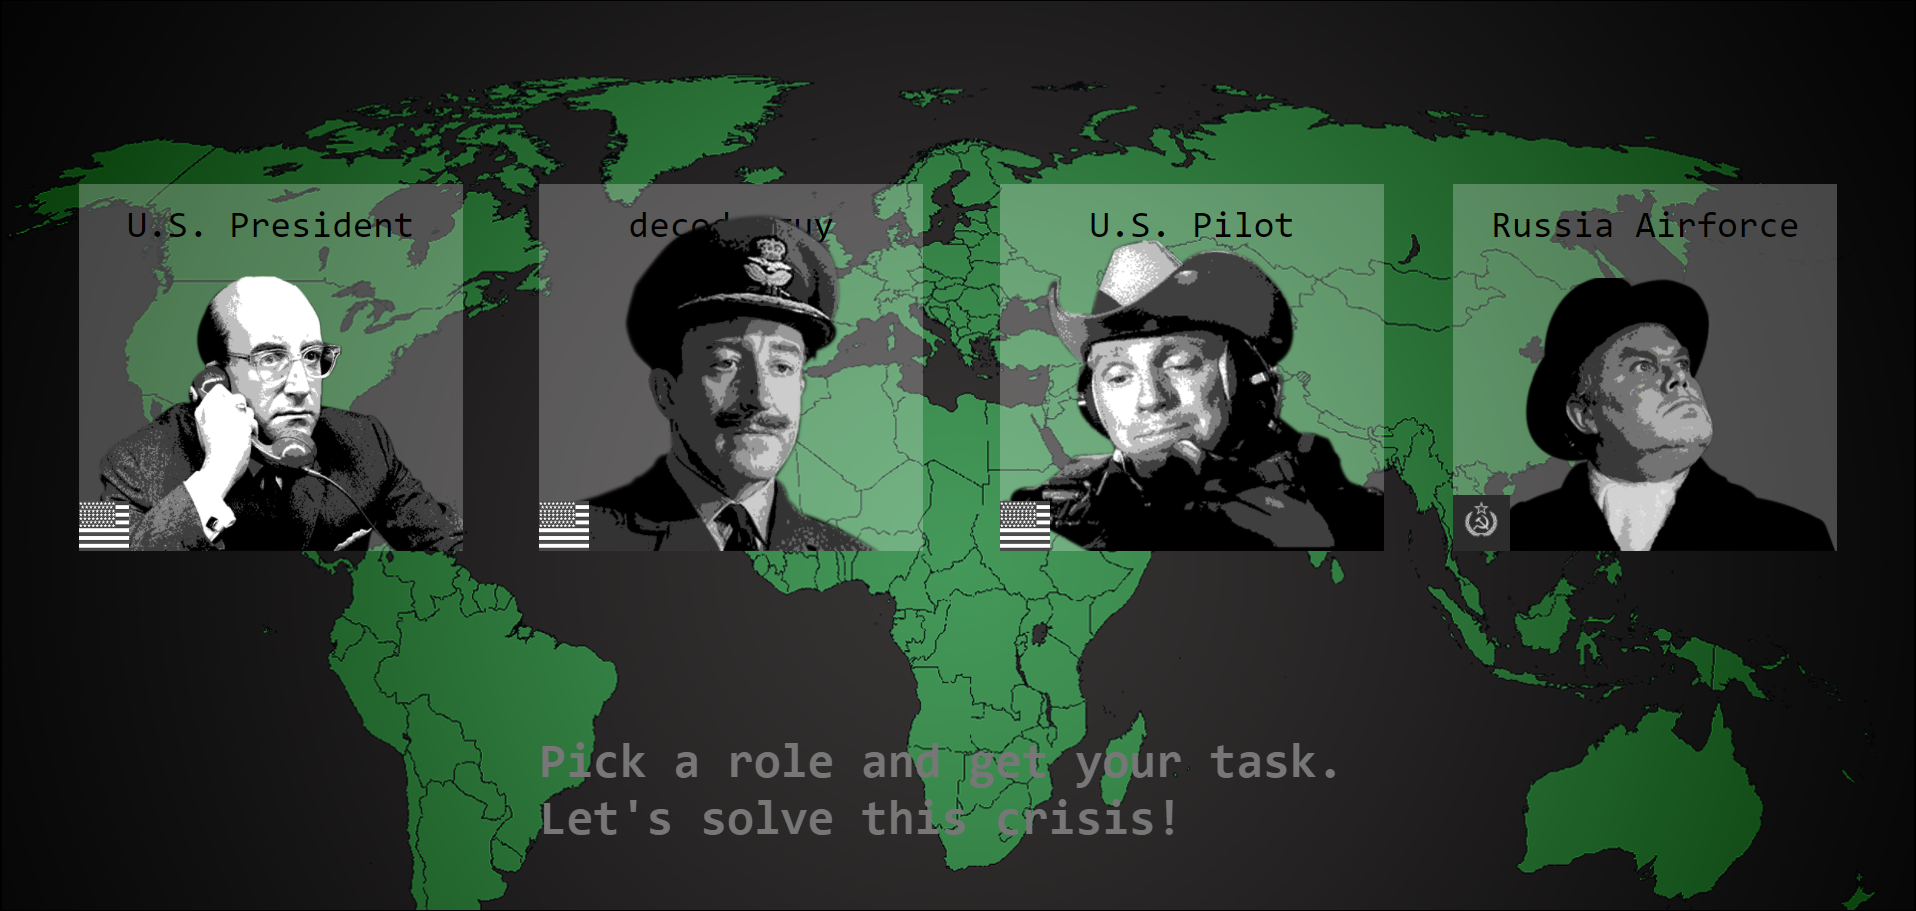 U.S. President
U.S. Pilot
Russia Airforce
Pick a role and get your task.
Let's solve this crisis!